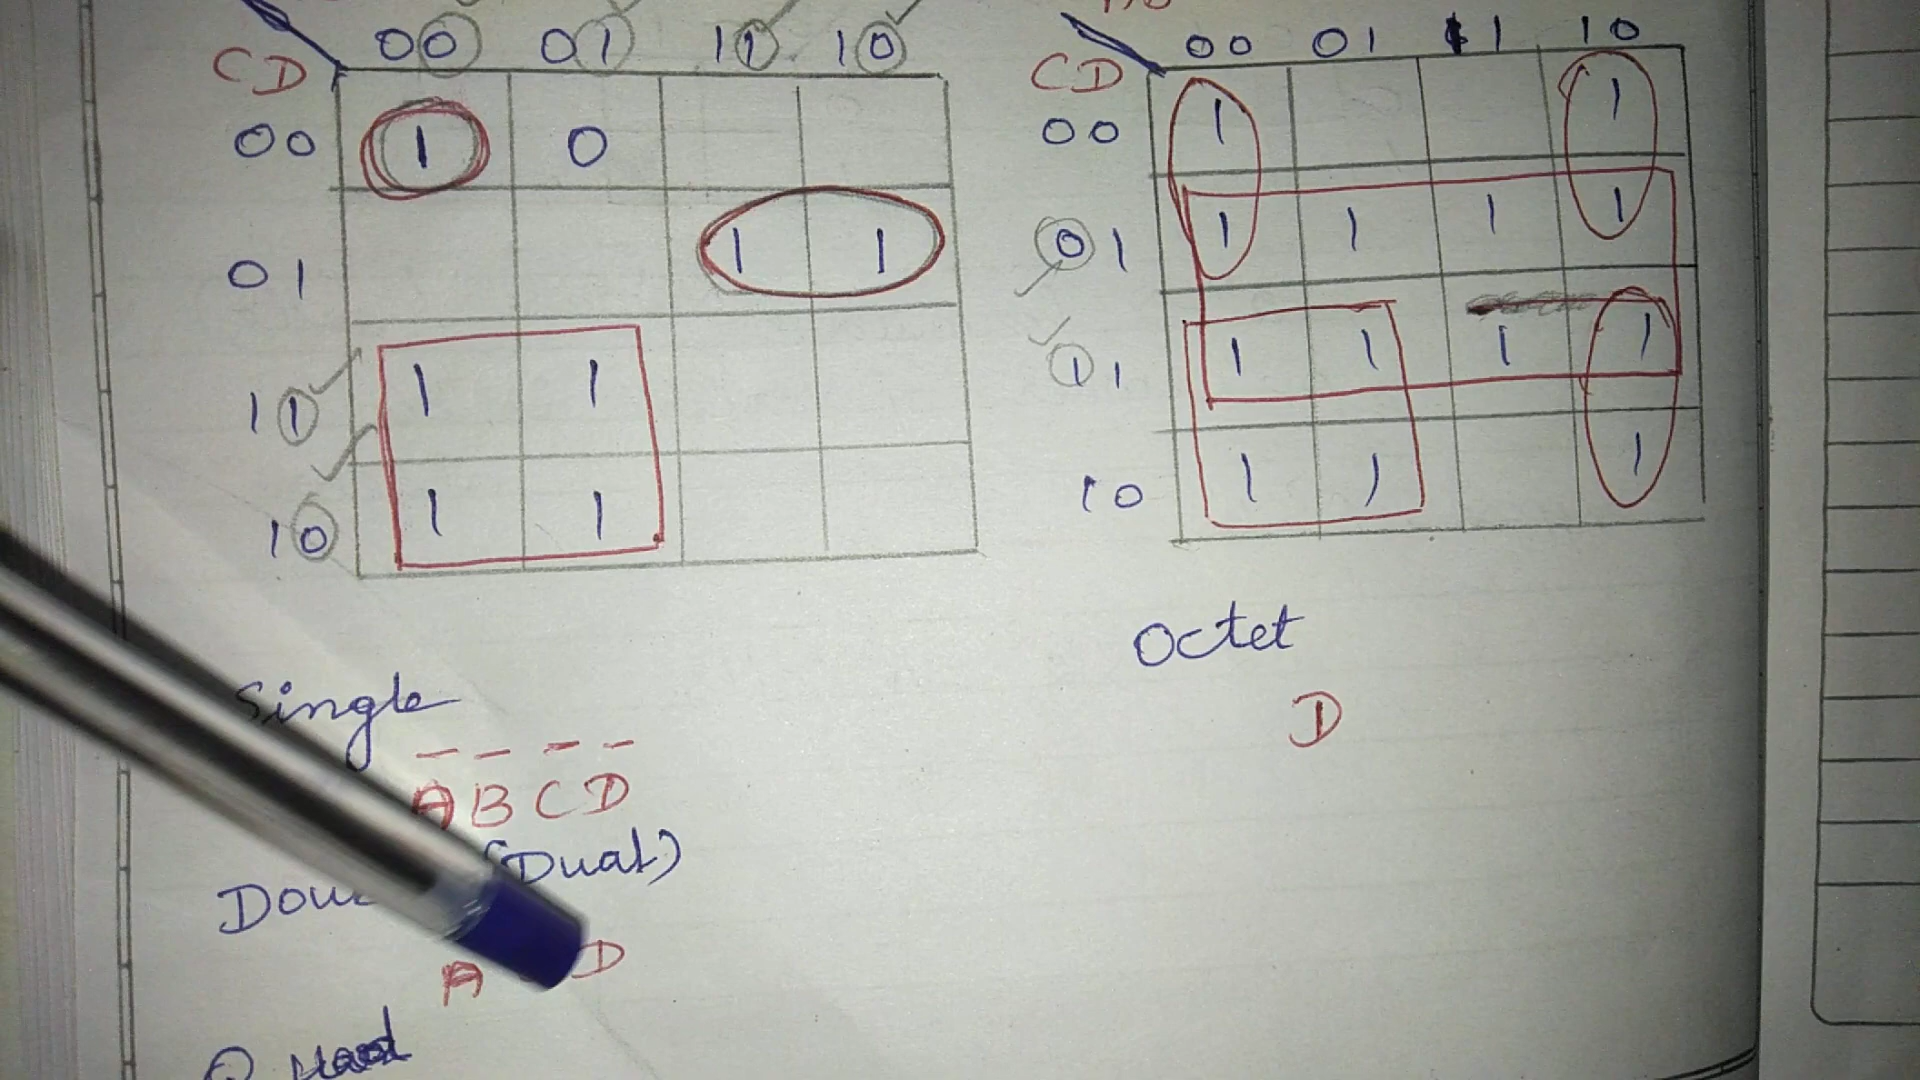 00 01 11 10
CD
00 1 0
01 1 1
11 1 1
10 1 1
00 01 11 10
CD
00 1 1
01 1 1 1 1
11 1 1 1 1
10 1 1 1
Octet
D
Single
A̅ B̅ C̅ D̅
(Dual)
A D